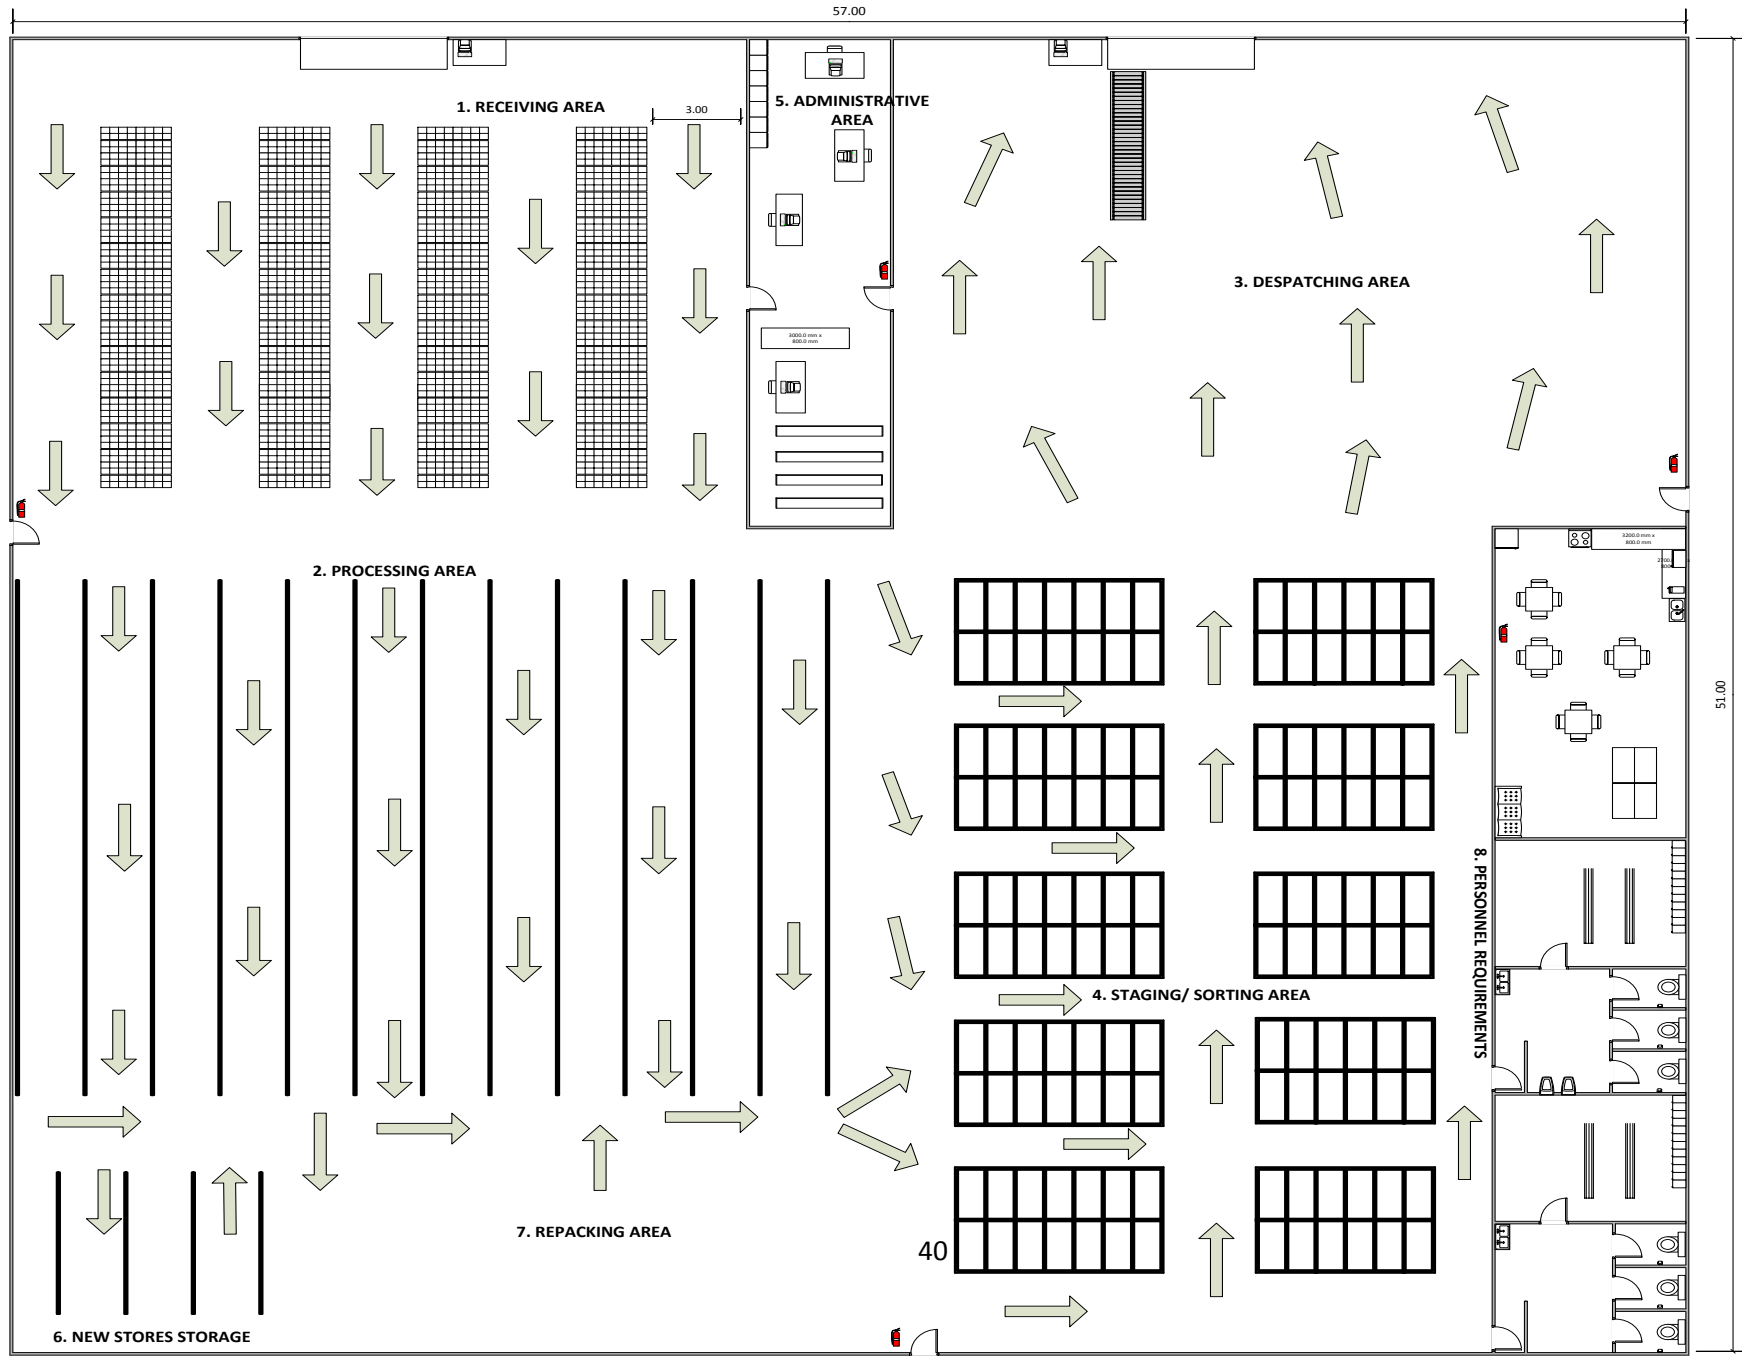 57.00
1. RECEIVING AREA
3.00
5. ADMINISTRATIVE
AREA
3. DESPATCHING AREA
3000.0 mm x
800.0 mm
2. PROCESSING AREA
3200.0 mm x
800.0 mm
51.00
8. PERSONNEL REQUIREMENTS
4. STAGING/ SORTING AREA
7. REPACKING AREA
40
6. NEW STORES STORAGE